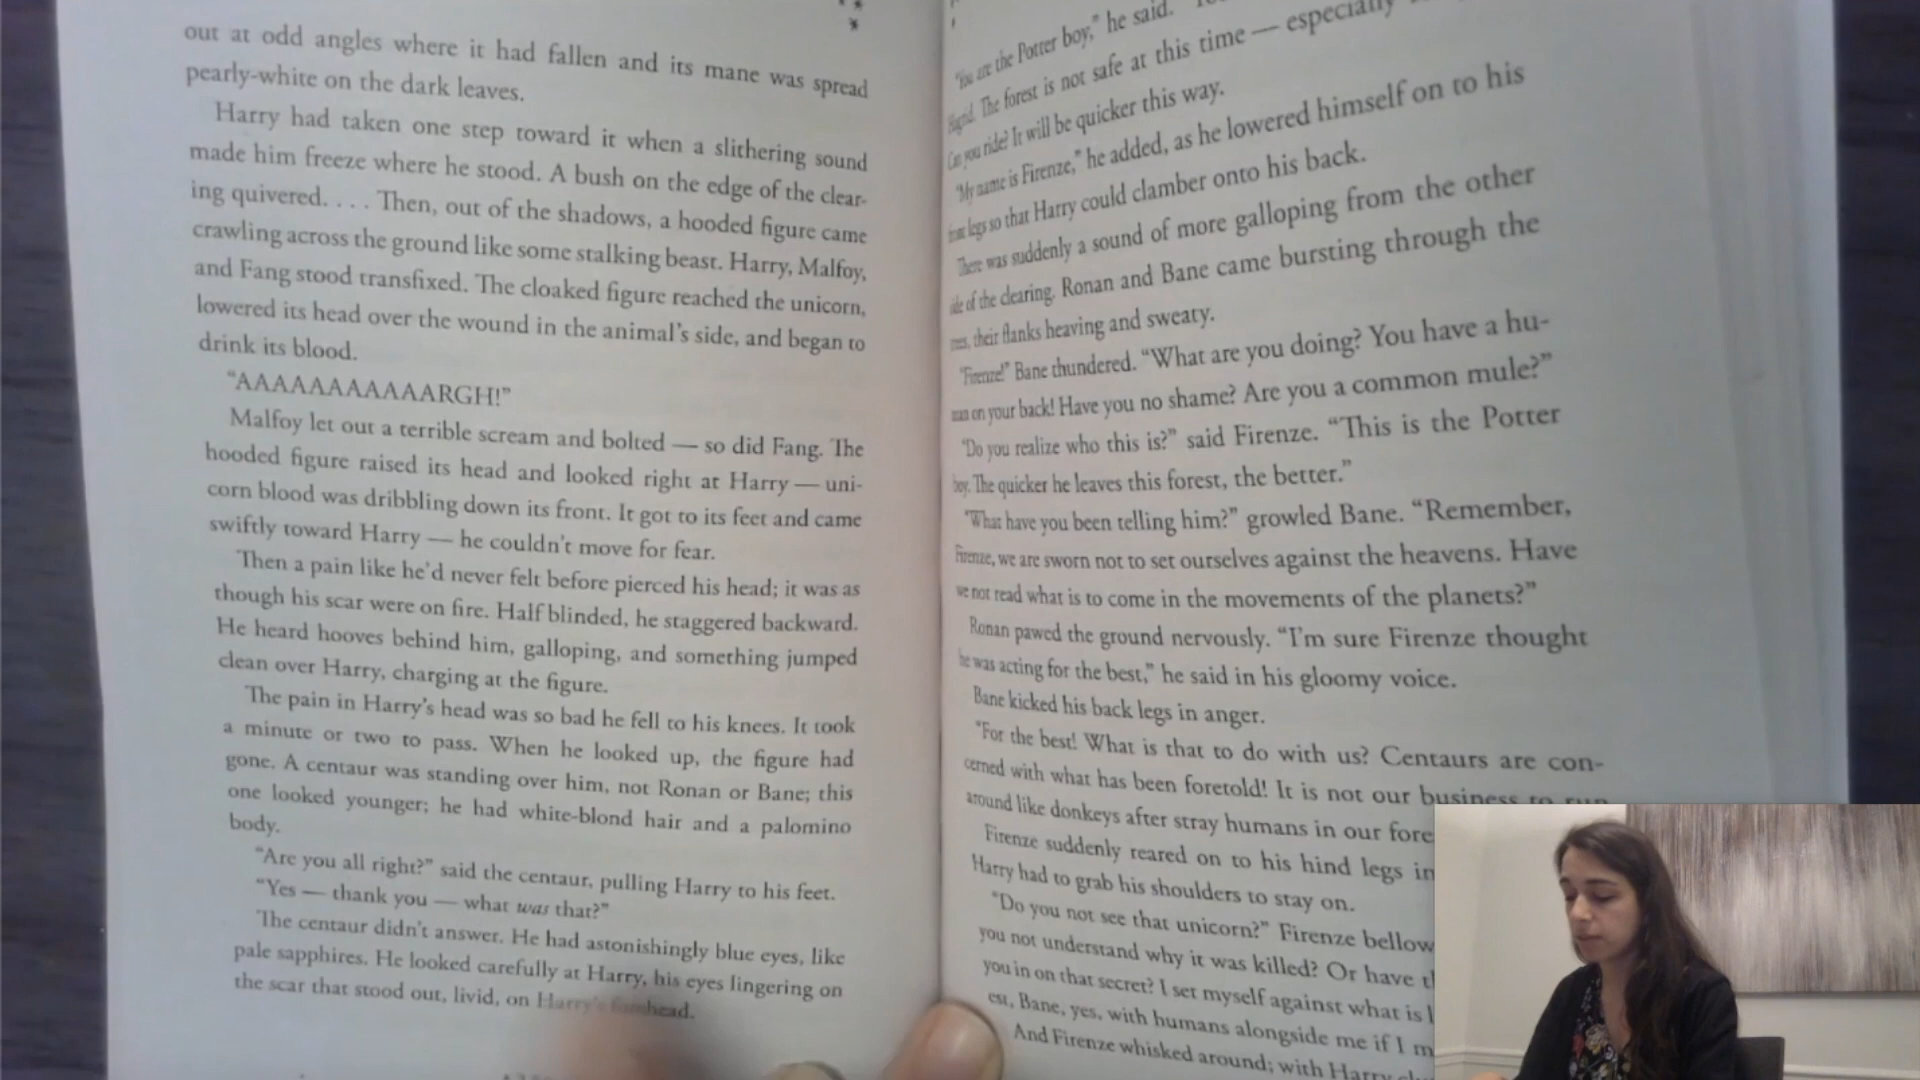 out at odd angles where it had fallen and its mane was spread
pearly-white on the dark leaves.
Harry had taken one step toward it when a slithering sound
made him freeze where he stood. A bush on the edge of the clear-
ing quivered. . . . Then, out of the shadows, a hooded figure came
crawling across the ground like some stalking beast. Harry, Malfoy,
and Fang stood transfixed. The cloaked figure reached the unicorn,
lowered its head over the wound in the animal's side, and began to
drink its blood.
"AAAAAAAAAAARGH!"
Malfoy let out a terrible scream and bolted — so did Fang. The
hooded figure raised its head and looked right at Harry — uni-
corn blood was dribbling down its front. It got to its feet and came
swiftly toward Harry — he couldn't move for fear.
Then a pain like he'd never felt before pierced his head; it was as
though his scar were on fire. Half blinded, he staggered backward.
He heard hooves behind him, galloping, and something jumped
clean over Harry, charging at the figure.
The pain in Harry's head was so bad he fell to his knees. It took
a minute or two to pass. When he looked up, the figure had
gone. A centaur was standing over him, not Ronan or Bane; this
one looked younger; he had white-blond hair and a palomino
body.
"Are you all right?" said the centaur, pulling Harry to his feet.
"Yes — thank you — what was that?"
The centaur didn't answer. He had astonishingly blue eyes, like
pale sapphires. He looked carefully at Harry, his eyes lingering on
the scar that stood out, livid, on Harry's forehead.
"You are the Potter boy," he said.
Hagrid. The forest is not safe at this time — especially
Can you ride? It will be quicker this way.
"My name is Firenze," he added, as he lowered himself on to his
front legs so that Harry could clamber onto his back.
There was suddenly a sound of more galloping from the other
side of the clearing. Ronan and Bane came bursting through the
trees, their flanks heaving and sweaty.
"Firenze!" Bane thundered. "What are you doing? You have a hu-
man on your back! Have you no shame? Are you a common mule?"
"Do you realize who this is?" said Firenze. "This is the Potter
boy. The quicker he leaves this forest, the better."
"What have you been telling him?" growled Bane. "Remember,
Firenze, we are sworn not to set ourselves against the heavens. Have
we not read what is to come in the movements of the planets?"
Ronan pawed the ground nervously. "I'm sure Firenze thought
he was acting for the best," he said in his gloomy voice.
Bane kicked his back legs in anger.
"For the best! What is that to do with us? Centaurs are con-
cerned with what has been foretold! It is not our business to run
around like donkeys after stray humans in our fore
Firenze suddenly reared on to his hind legs in
Harry had to grab his shoulders to stay on.
"Do you not see that unicorn?" Firenze bellow
you not understand why it was killed? Or have
you in on that secret? I set myself against what is
est, Bane, yes, with humans alongside me if I m
And Firenze whisked around; with Harry